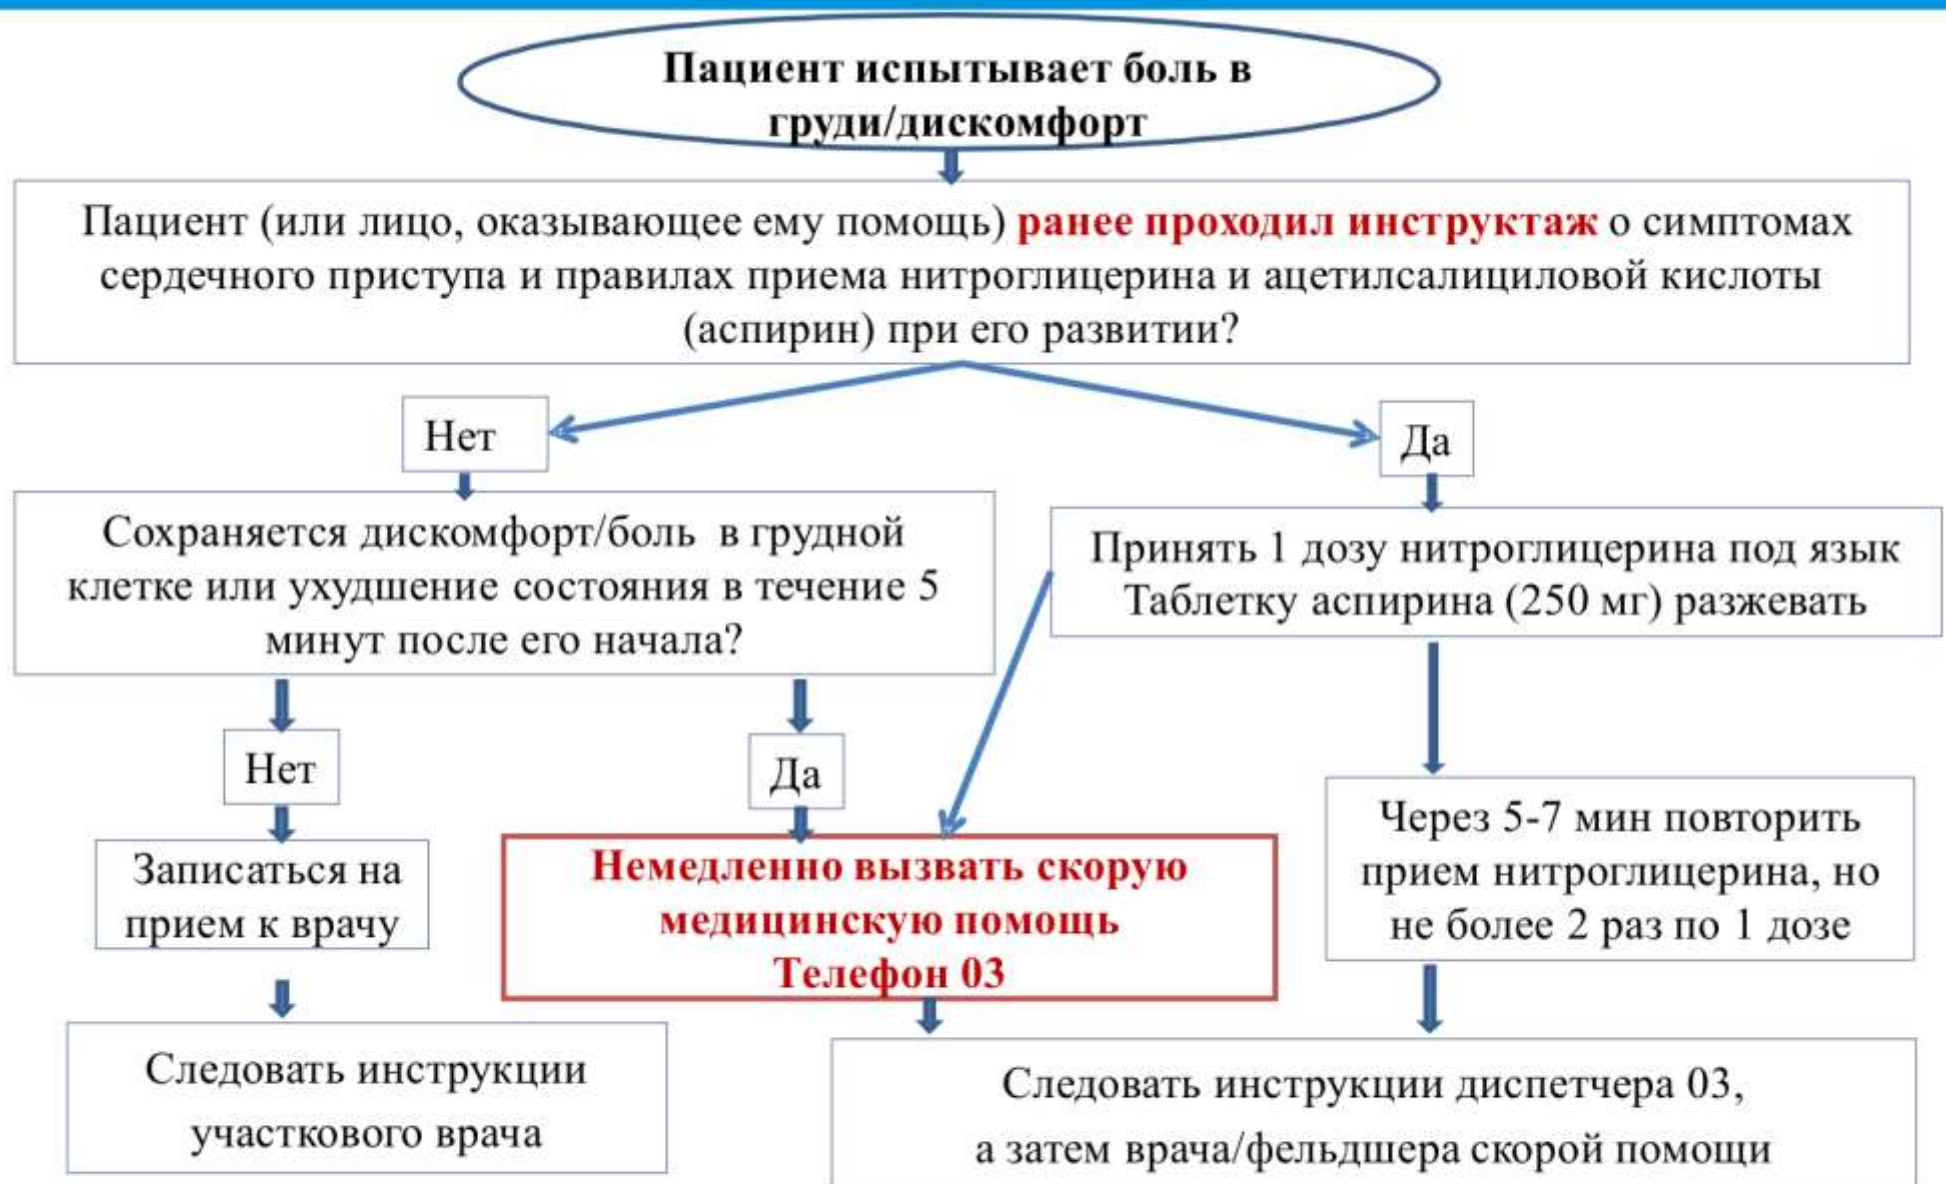 Пациент испытывает боль в
груди/дискомфорт
Пациент (или лицо, оказывающее ему помощь) ранее проходил инструктаж о симптомах
сердечного приступа и правилах приема нитроглицерина и ацетилсалициловой кислоты
(аспирин) при его развитии?
Нет
Да
Сохраняется дискомфорт/боль в грудной
клетке или ухудшение состояния в течение 5
минут после его начала?
Принять 1 дозу нитроглицерина под язык
Таблетку аспирина (250 мг) разжевать
Нет
Да
Записаться на
прием к врачу
Немедленно вызвать скорую
медицинскую помощь
Телефон 03
Через 5-7 мин повторить
прием нитроглицерина, но
не более 2 раз по 1 дозе
Следовать инструкции
участкового врача
Следовать инструкции диспетчера 03,
а затем врача/фельдшера скорой помощи